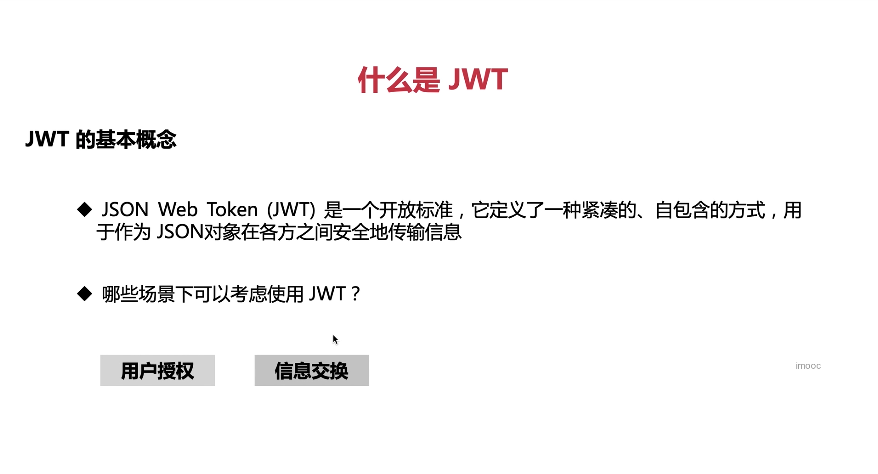 什么是 JWT
JWT 的基本概念
◆ JSON Web Token (JWT) 是一个开放标准，它定义了一种紧凑的、自包含的方式，用
于作为 JSON对象在各方之间安全地传输信息
◆ 哪些场景下可以考虑使用 JWT？
用户授权 信息交换
imooc